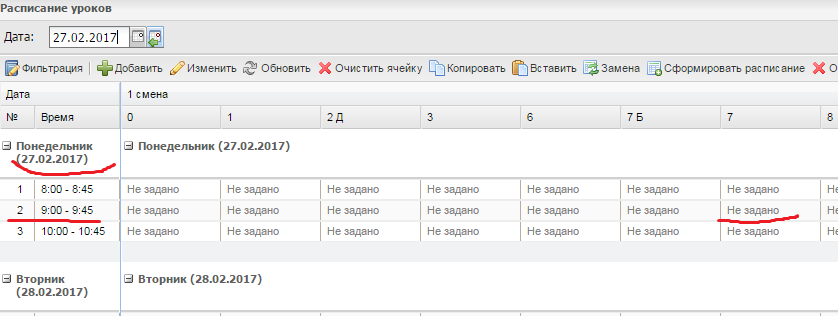 Расписание уроков
Дата: 27.02.2017
Фильтрация Добавить Изменить Обновить Очистить ячейку Копировать Вставить Замена Сформировать расписание О
Дата 1 смена
№ Время 0 1 2 Д 3 6 7 Б 7 8
Понедельник Понедельник (27.02.2017)
(27.02.2017)
1 8:00 - 8:45 Не задано Не задано Не задано Не задано Не задано Не задано Не задано Не
2 9:00 - 9:45 Не задано Не задано Не задано Не задано Не задано Не задано Не задано Не
3 10:00 - 10:45 Не задано Не задано Не задано Не задано Не задано Не задано Не задано Не
Вторник Вторник (28.02.2017)
(28.02.2017)